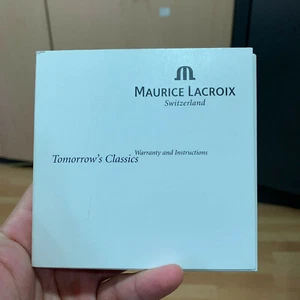 MAURICE LACROIX
Switzerland
Warranty and Instructions
Tomorrow's Classics